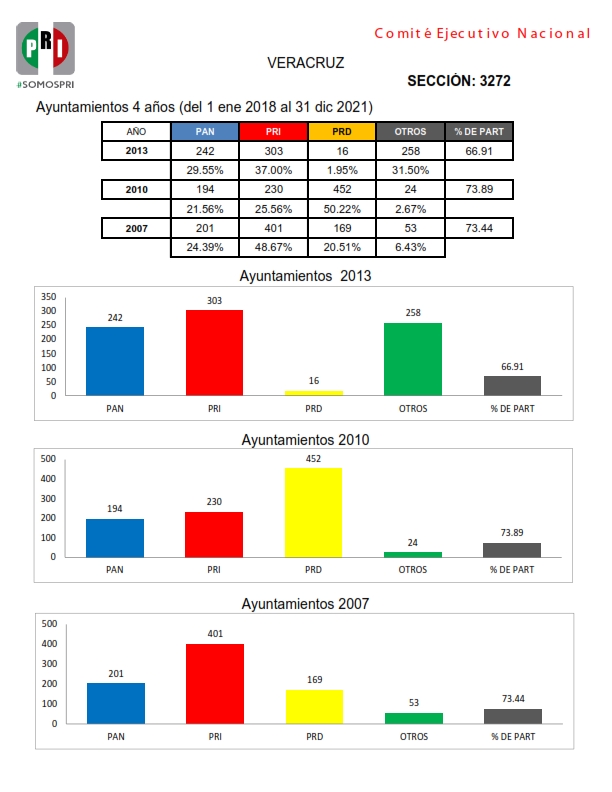 Comité Ejecutivo Nacional
PRI
#SOMOSPRI
VERACRUZ
SECCIÓN: 3272
Ayuntamientos 4 años (del 1 ene 2018 al 31 dic 2021)
AÑO PAN PRI PRD OTROS % DE PART
2013 242 303 16 258 66.91
29.55% 37.00% 1.95% 31.50%
2010 194 230 452 24 73.89
21.56% 25.56% 50.22% 2.67%
2007 201 401 169 53 73.44
24.39% 48.67% 20.51% 6.43%
Ayuntamientos 2013
350
300
250
200
150
100
50
0
242 303 16 258 66.91
PAN PRI PRD OTROS % DE PART
Ayuntamientos 2010
500
400
300
200
100
0
194 230 452 24 73.89
PAN PRI PRD OTROS % DE PART
Ayuntamientos 2007
500
400
300
200
100
0
201 401 169 53 73.44
PAN PRI PRD OTROS % DE PART